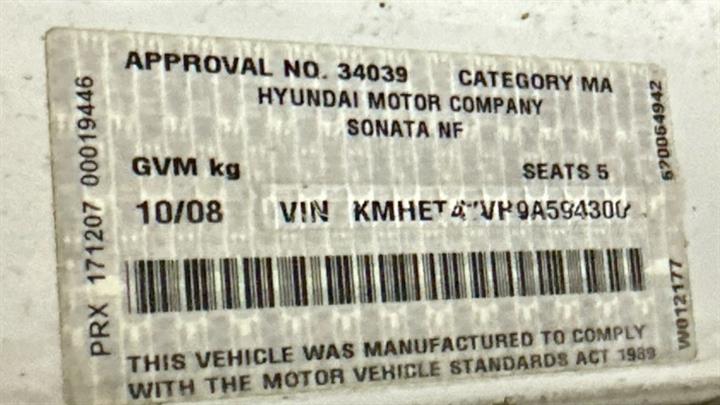 APPROVAL NO. 34039 CATEGORY MA
HYUNDAI MOTOR COMPANY
SONATA NF
GVM kg SEATS 5
10/08 VIN
THIS VEHICLE WAS MANUFACTURED TO COMPLY
WITH THE MOTOR VEHICLE STANDARDS ACT 1989
PRX 171207 00019446
W012177